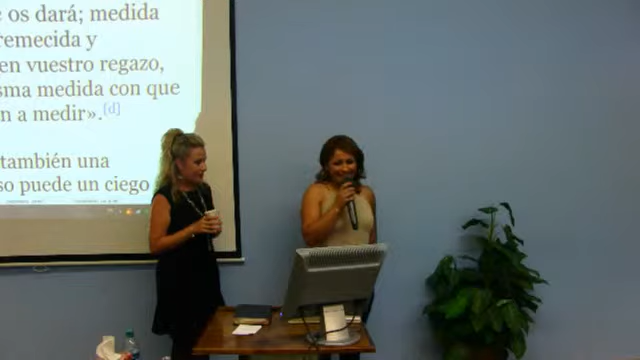 os dará; medida
remecida y
en vuestro regazo,
sma medida con que
n a medir».[d]
también una
so puede un ciego